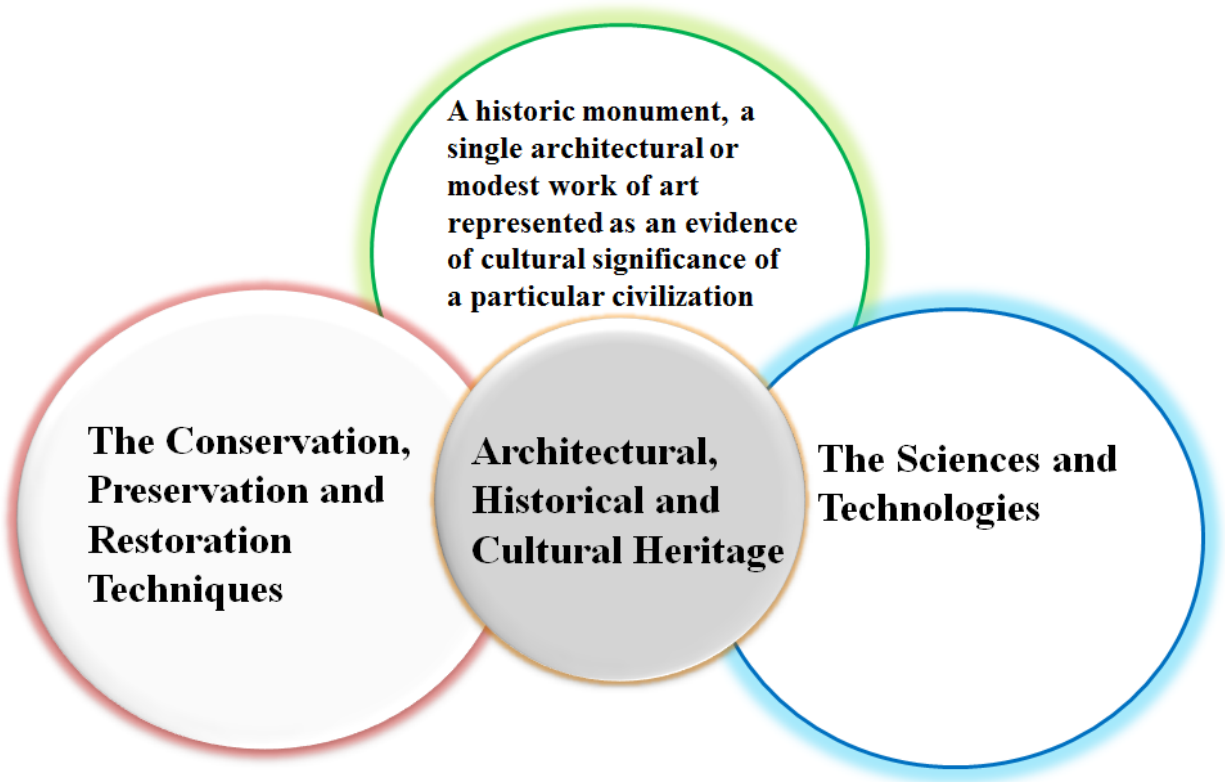 A historic monument, a
single architectural or
modest work of art
represented as an evidence
of cultural significance of
a particular civilization
The Conservation,
Preservation and
Restoration
Techniques
Architectural,
Historical and
Cultural Heritage
The Sciences and
Technologies